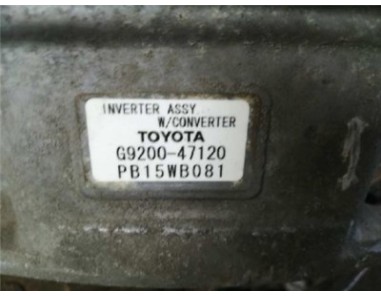 INVERTER ASSY
W/CONVERTER
TOYOTA
G9200-47120
PB15WB081